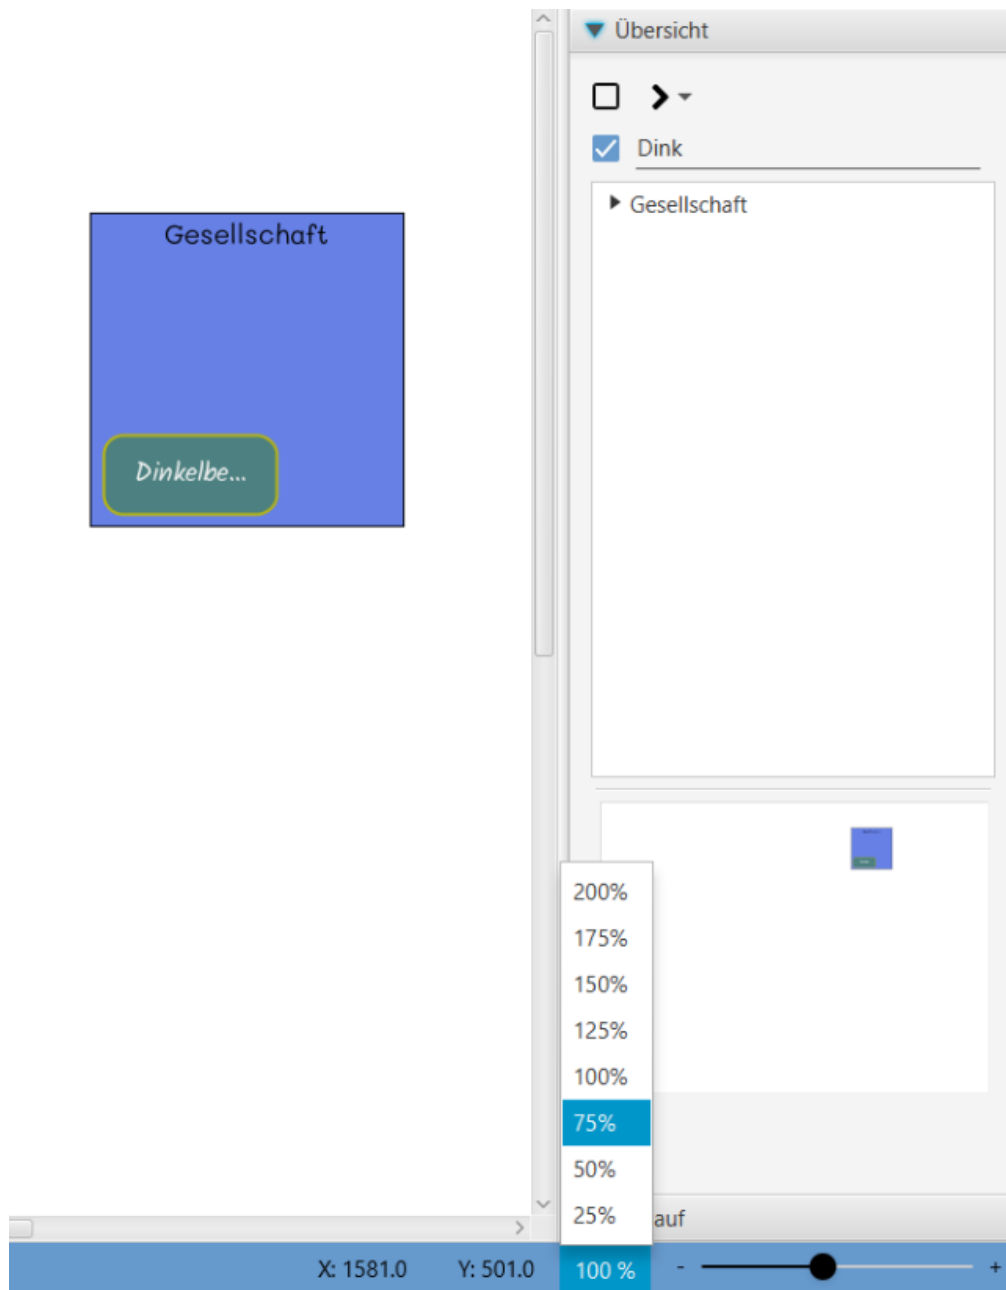 Übersicht
Dink
Gesellschaft
Gesellschaft
Dinkelbe...
200%
175%
150%
125%
100%
75%
50%
25%
auf
X: 1581.0 Y: 501.0 100 % - +